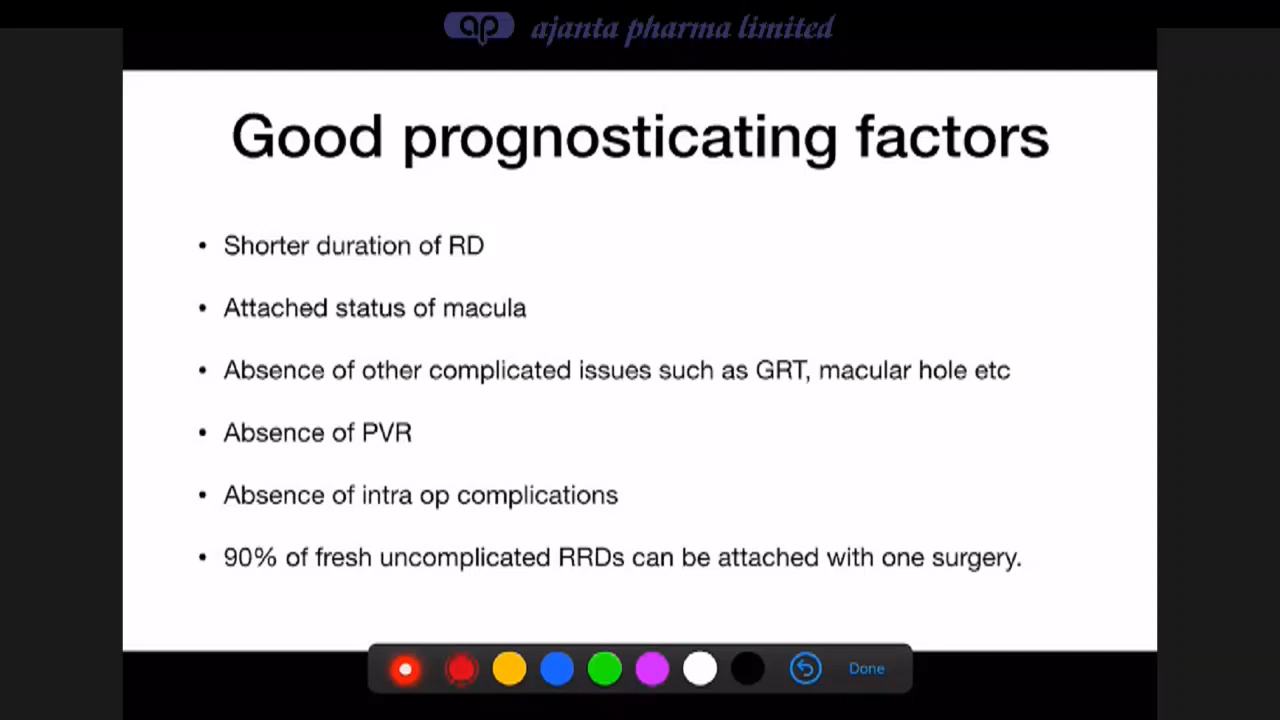 ap ajanta pharma limited
Good prognosticating factors
• Shorter duration of RD
• Attached status of macula
• Absence of other complicated issues such as GRT, macular hole etc
• Absence of PVR
• Absence of intra op complications
• 90% of fresh uncomplicated RRDs can be attached with one surgery.
Done